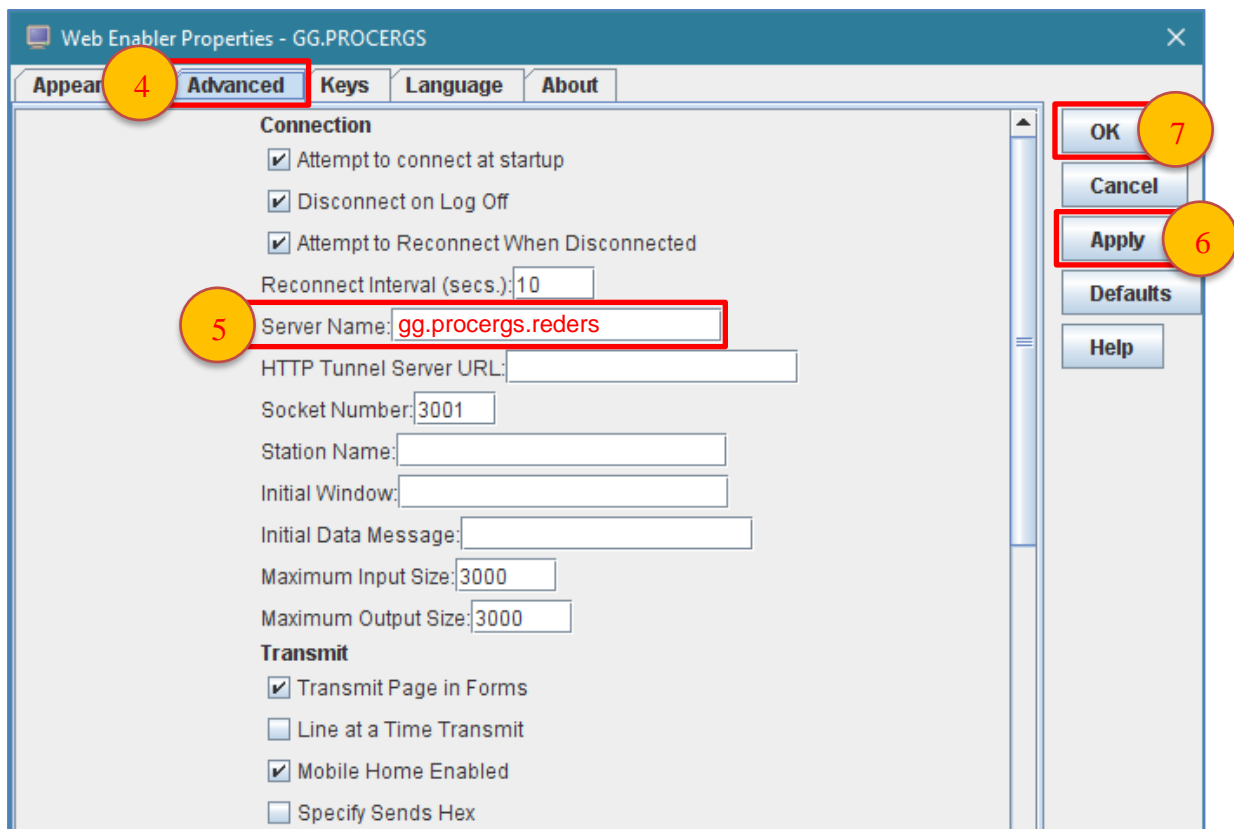 Web Enabler Properties - GG.PROCERGS
Appear 4 Advanced Keys Language About
Connection
OK 7
Attempt to connect at startup
Cancel
Disconnect on Log Off
Attempt to Reconnect When Disconnected
Apply 6
Reconnect Interval (secs.): 10
Defaults
5 Server Name: gg.procergs.reders
Help
HTTP Tunnel Server URL:
Socket Number: 3001
Station Name:
Initial Window:
Initial Data Message:
Maximum Input Size: 3000
Maximum Output Size: 3000
Transmit
Transmit Page in Forms
Line at a Time Transmit
Mobile Home Enabled
Specify Sends Hex